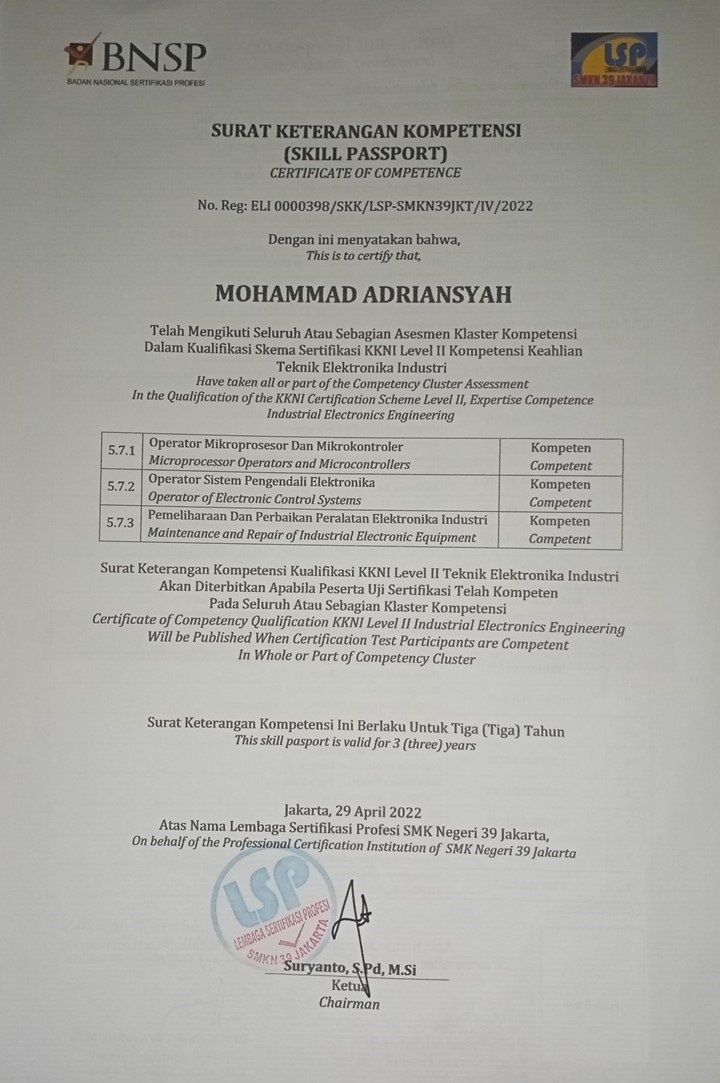 BNSP
BADAN NASIONAL SERTIFIKASI PROFESI
LSP
SMKN 39 JAKARTA
SURAT KETERANGAN KOMPETENSI
(SKILL PASSPORT)
CERTIFICATE OF COMPETENCE
No. Reg: ELI 0000398/SKK/LSP-SMKN39JKT/IV/2022
Dengan ini menyatakan bahwa,
This is to certify that,
MOHAMMAD ADRIANSYAH
Telah Mengikuti Seluruh Atau Sebagian Asesmen Klaster Kompetensi
Dalam Kualifikasi Skema Sertifikasi KKNI Level II Kompetensi Keahlian
Teknik Elektronika Industri
Have taken all or part of the Competency Cluster Assessment
In the Qualification of the KKNI Certification Scheme Level II, Expertise Competence
Industrial Electronics Engineering
5.7.1 Operator Mikroprosesor Dan Mikrokontroler Kompeten
Microprocessor Operators and Microcontrollers Competent
5.7.2 Operator Sistem Pengendali Elektronika Kompeten
Operator of Electronic Control Systems Competent
5.7.3 Pemeliharaan Dan Perbaikan Peralatan Elektronika Industri Kompeten
Maintenance and Repair of Industrial Electronic Equipment Competent
Surat Keterangan Kompetensi Kualifikasi KKNI Level II Teknik Elektronika Industri
Akan Diterbitkan Apabila Peserta Uji Sertifikasi Telah Kompeten
Pada Seluruh Atau Sebagian Klaster Kompetensi
Certificate of Competency Qualification KKNI Level II Industrial Electronics Engineering
Will be Published When Certification Test Participants are Competent
In Whole or Part of Competency Cluster
Surat Keterangan Kompetensi Ini Berlaku Untuk Tiga (Tiga) Tahun
This skill pasport is valid for 3 (three) years
Jakarta, 29 April 2022
Atas Nama Lembaga Sertifikasi Profesi SMK Negeri 39 Jakarta,
On behalf of the Professional Certification Institution of SMK Negeri 39 Jakarta
LSP
LEMBAGA SERTIFIKASI PROFESI
SMKN 39 JAKARTA
Suryanto, S.Pd, M.Si
Ketua
Chairman